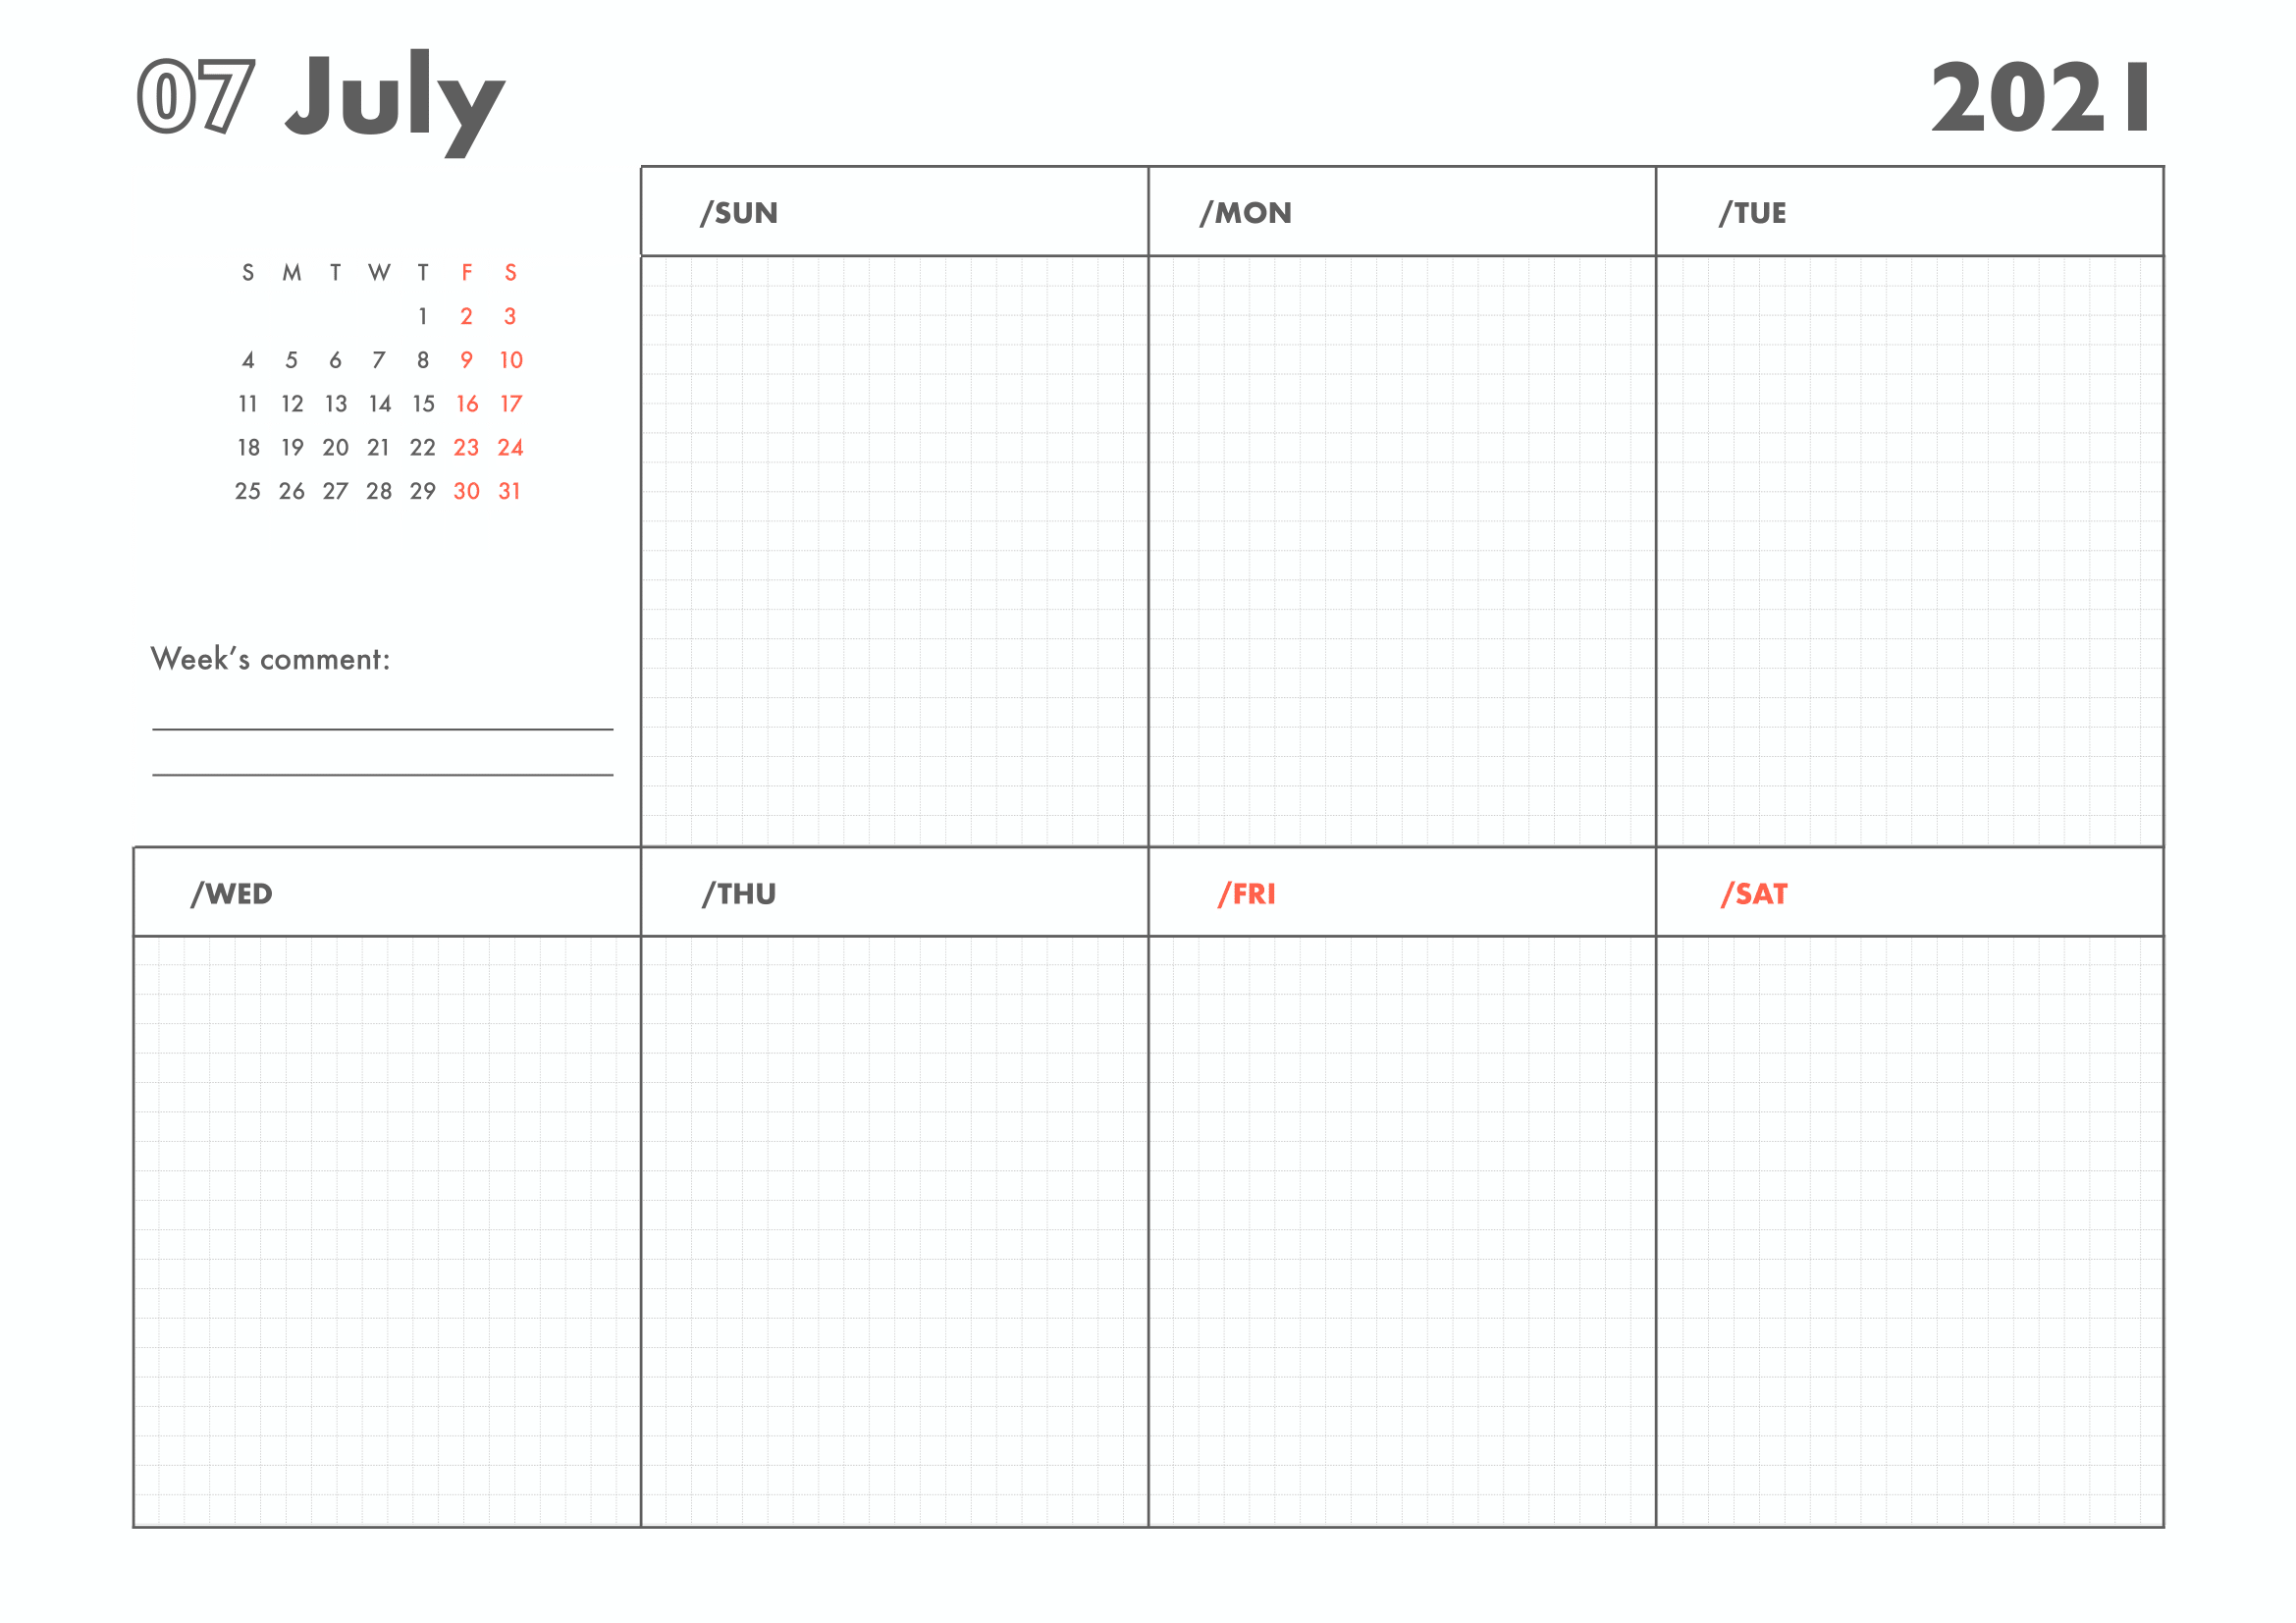 07 July 2021
/SUN /MON /TUE
S M T W T F S
1 2 3
4 5 6 7 8 9 10
11 12 13 14 15 16 17
18 19 20 21 22 23 24
25 26 27 28 29 30 31
Week’s comment:
/WED /THU /FRI /SAT